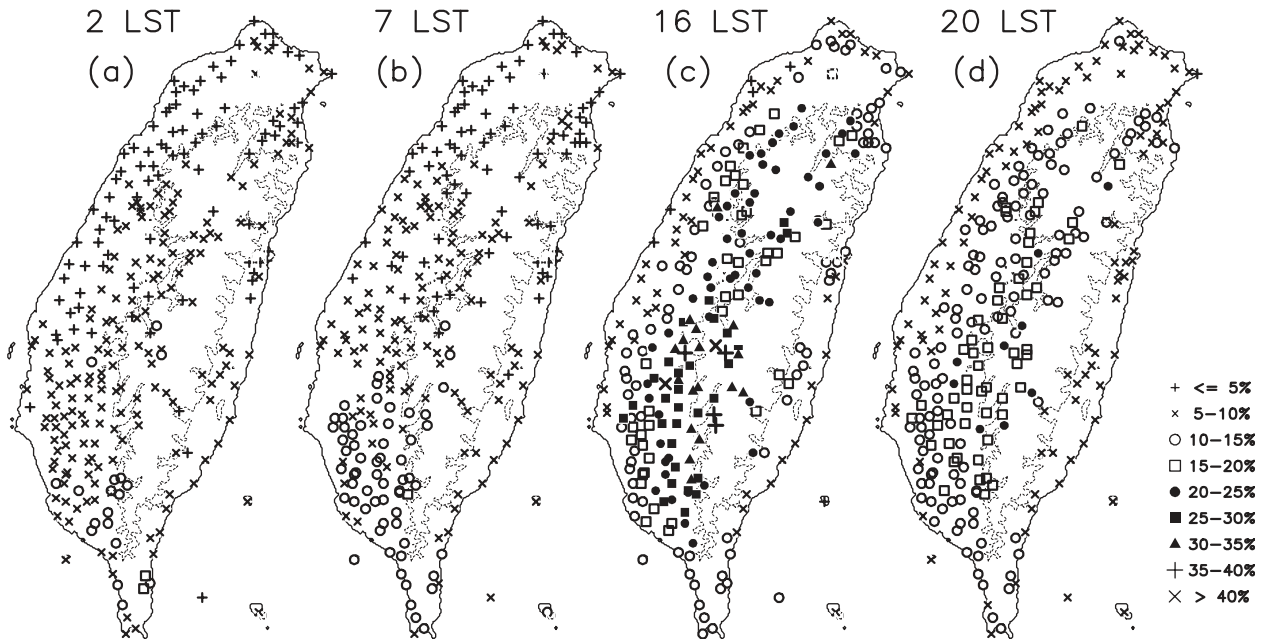 2 LST
7 LST
16 LST
20 LST
(a)
(b)
(c)
(d)
<= 5%
5-10%
10-15%
15-20%
20-25%
25-30%
30-35%
35-40%
> 40%